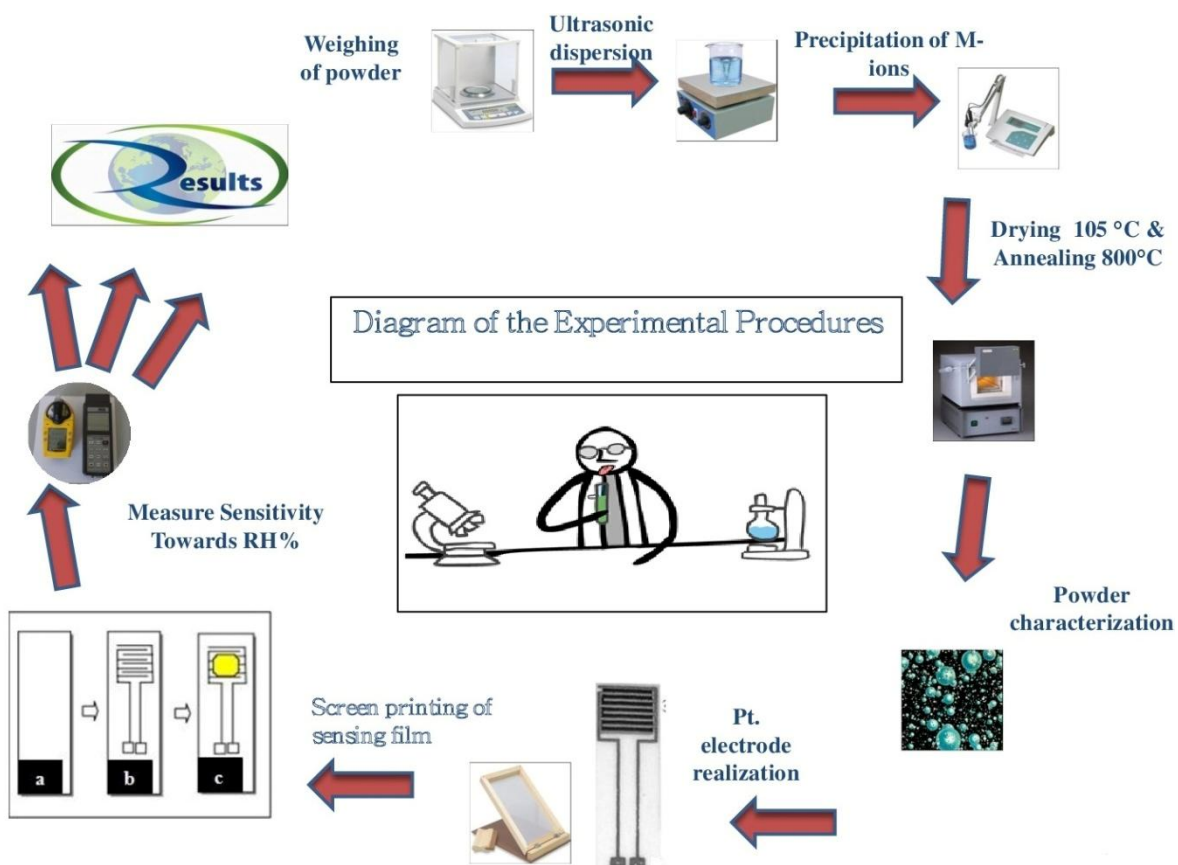 Weighing
of powder
Ultrasonic
dispersion
Precipitation of M-
ions
Results
Drying 105 °C &
Annealing 800°C
Diagram of the Experimental Procedures
Measure Sensitivity
Towards RH%
Powder
characterization
a
b
c
Screen printing of
sensing film
Pt.
electrode
realization